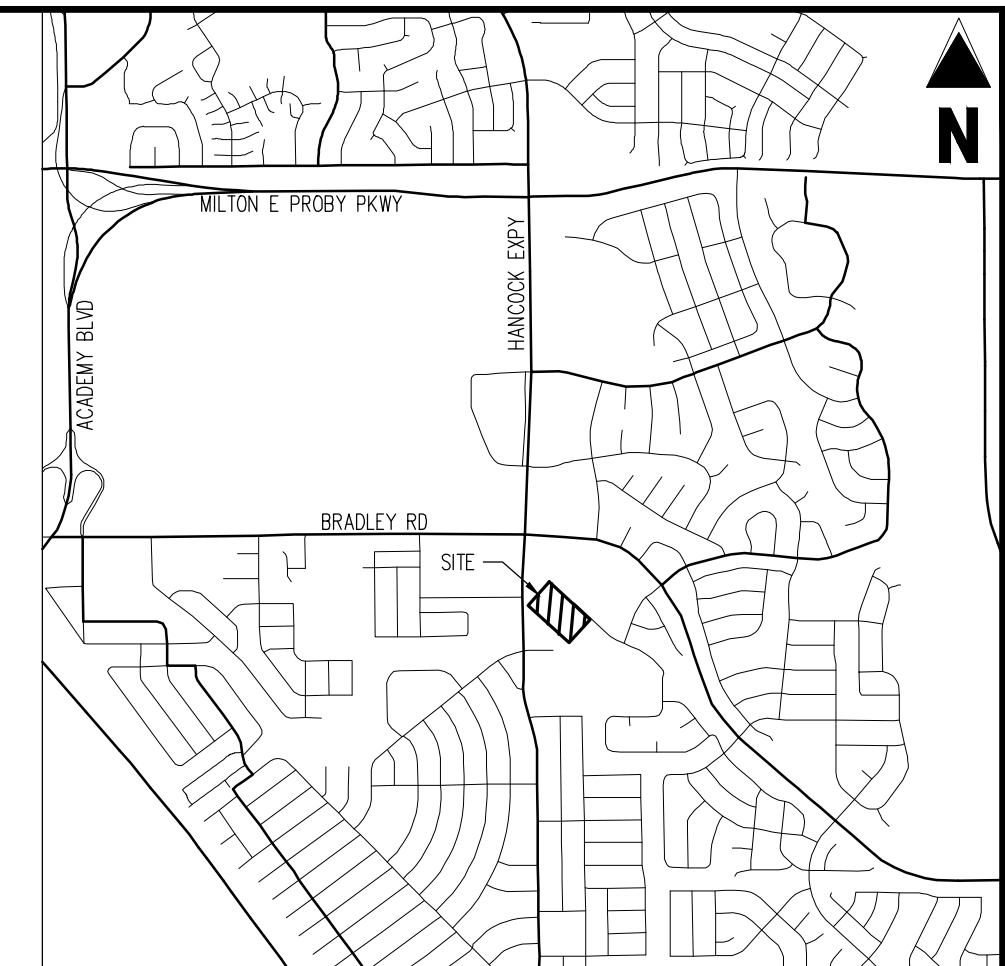 N
MILTON E PROBY PKWY
HANCOCK EXPY
ACADEMY BLVD
BRADLEY RD
SITE